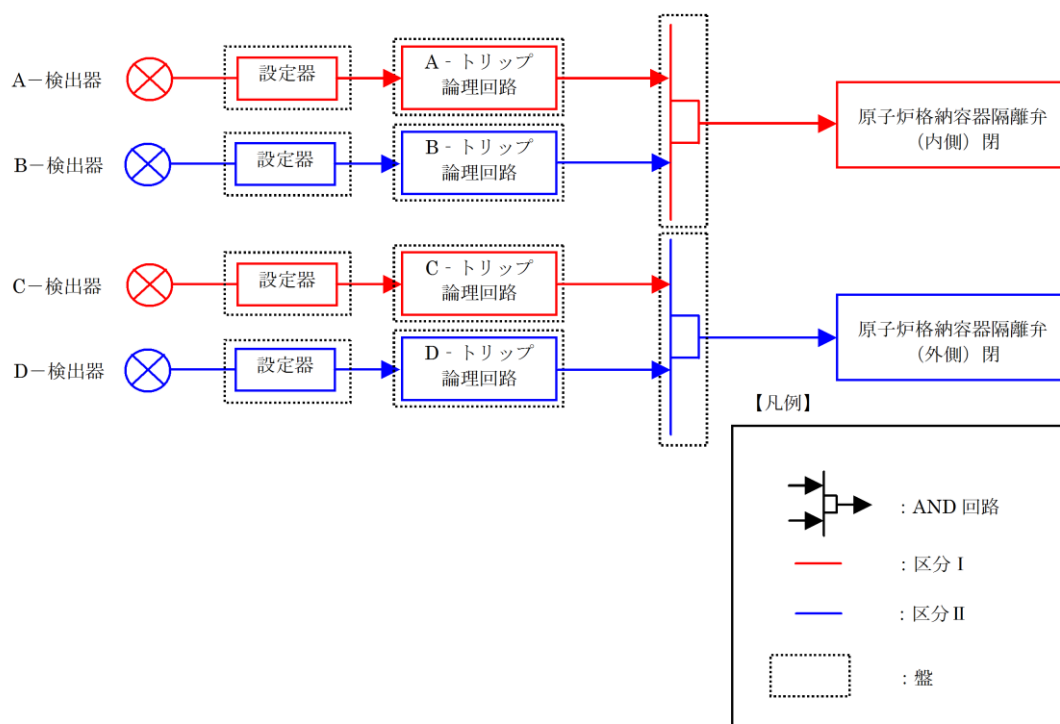 A－検出器
設定器
A‐トリップ
論理回路
原子炉格納容器隔離弁
（内側）閉
B－検出器
設定器
B‐トリップ
論理回路
C－検出器
設定器
C‐トリップ
論理回路
原子炉格納容器隔離弁
（外側）閉
D－検出器
設定器
D‐トリップ
論理回路
【凡例】
：AND 回路
：区分Ⅰ
：区分Ⅱ
：盤